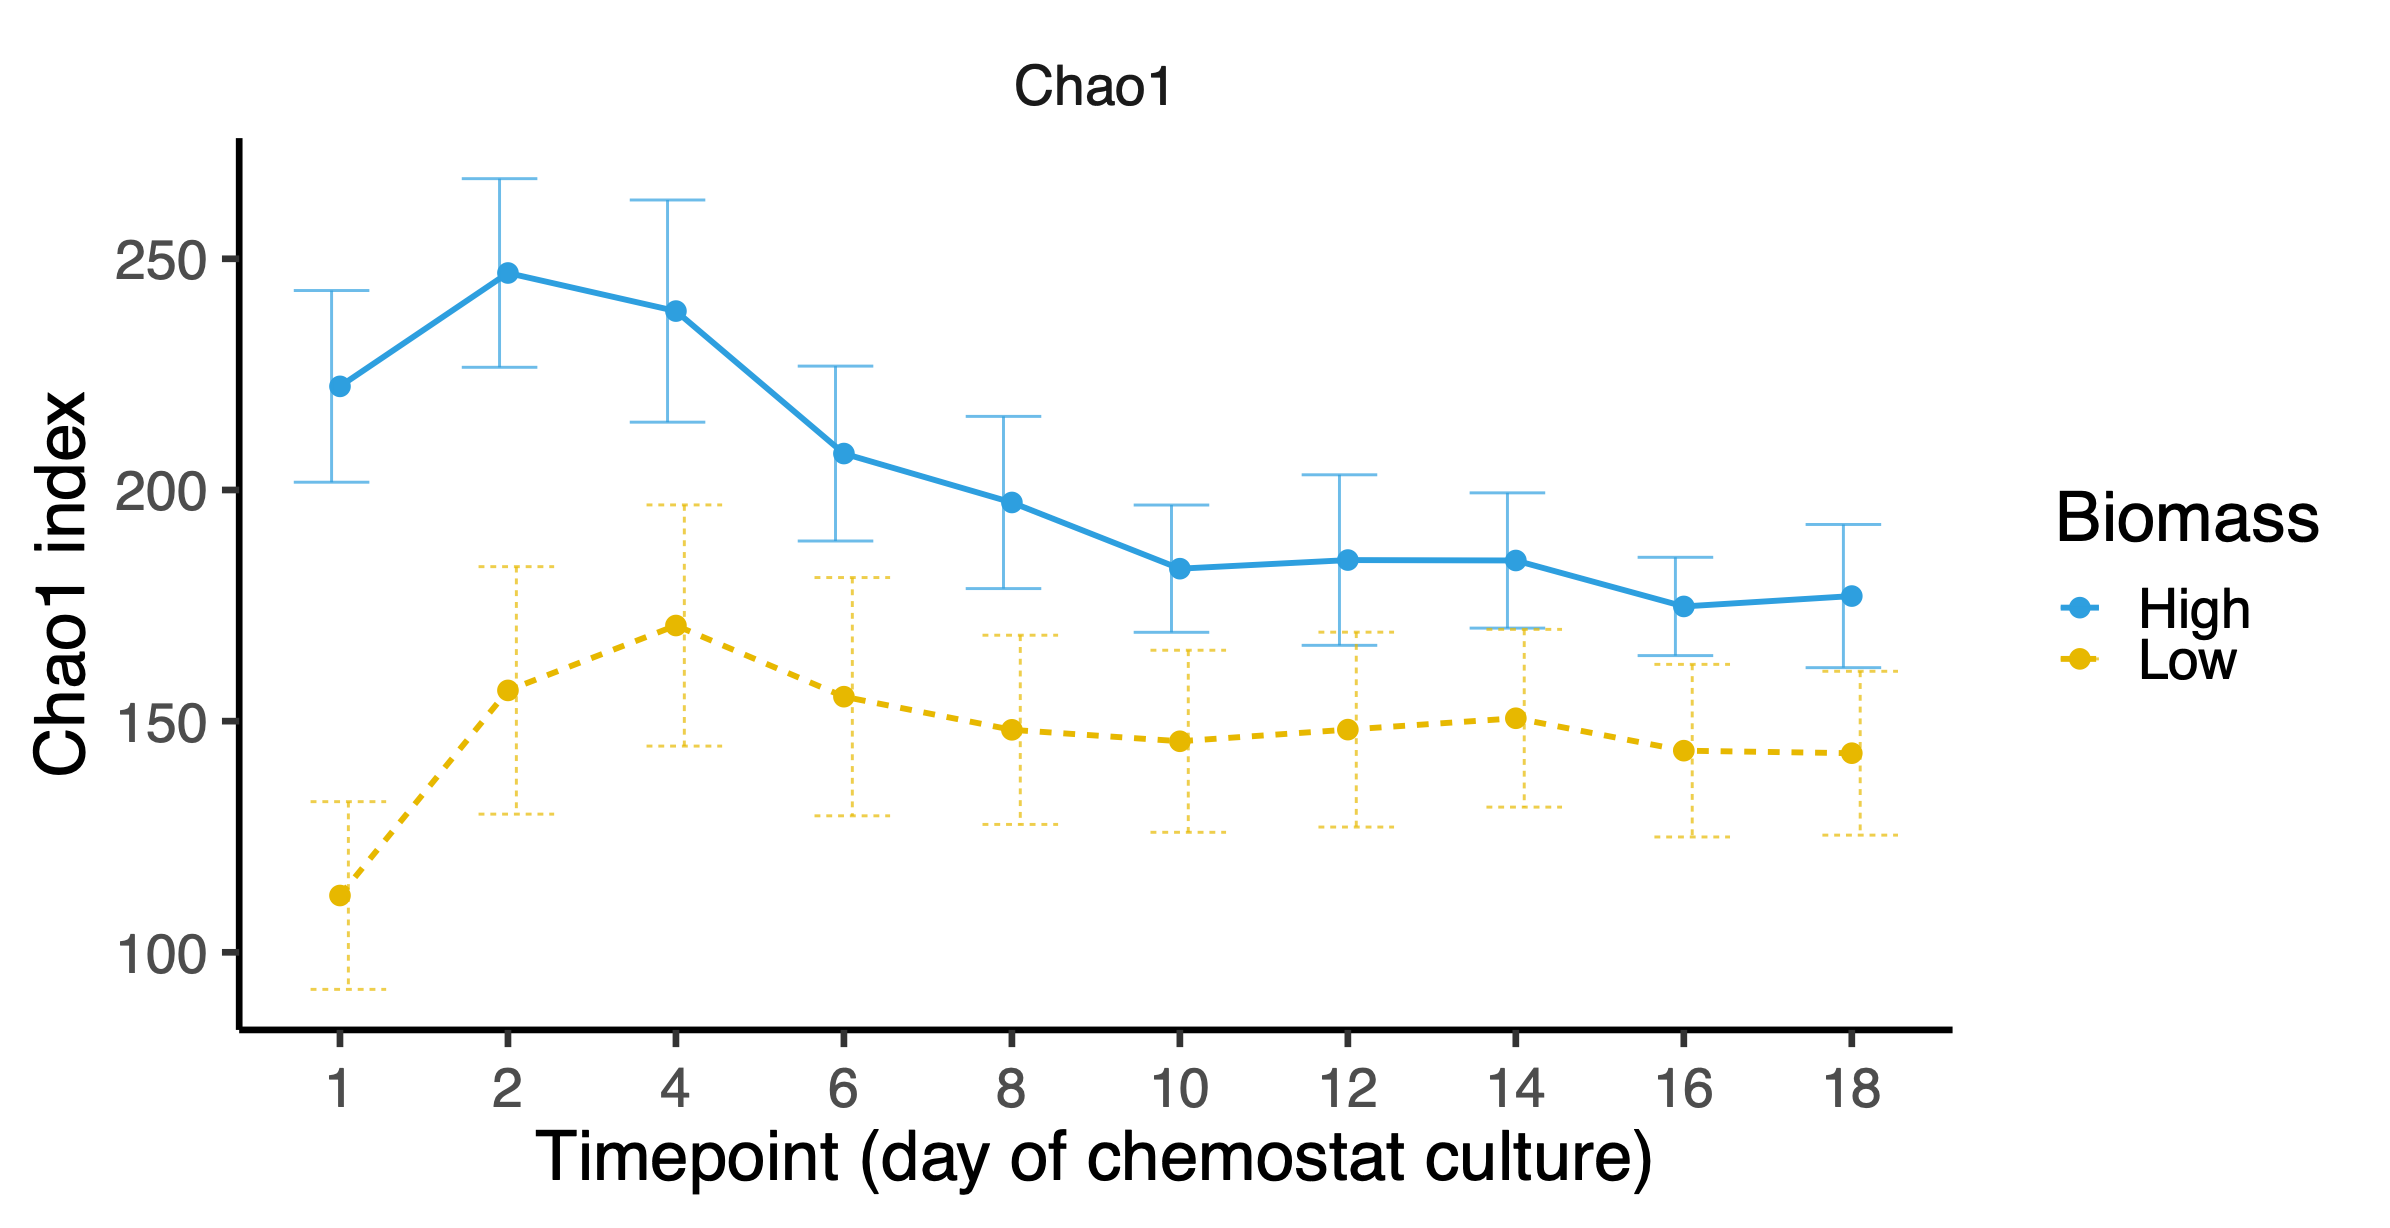 Chao1
Chao1 index
250
200
150
100
1 2 4 6 8 10 12 14 16 18
Timepoint (day of chemostat culture)
Biomass
High
Low